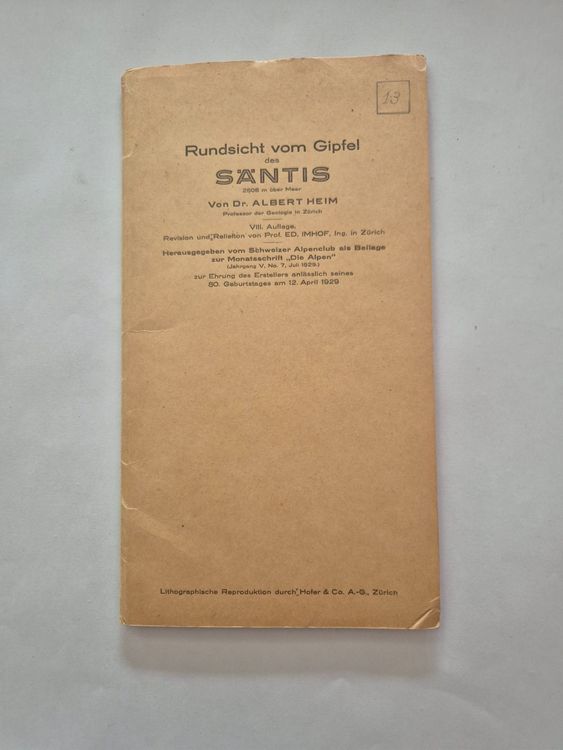 13
Rundsicht vom Gipfel
des
SÄNTIS
2506 m über Meer
Von Dr. ALBERT HEIM
Professor der Geologie in Zürich
VIII. Auflage.
Revision und Reliefton von Prof. ED. IMHOF, Ing. in Zürich
Herausgegeben vom Schweizer Alpenclub als Beilage
zur Monatsschrift „Die Alpen"
(Jahrgang V, No. 7, Juli 1929.)
zur Ehrung des Erstellers anlässlich seines
80. Geburtstages am 12. April 1929
Lithographische Reproduktion durch Hofer & Co. A.-G., Zürich